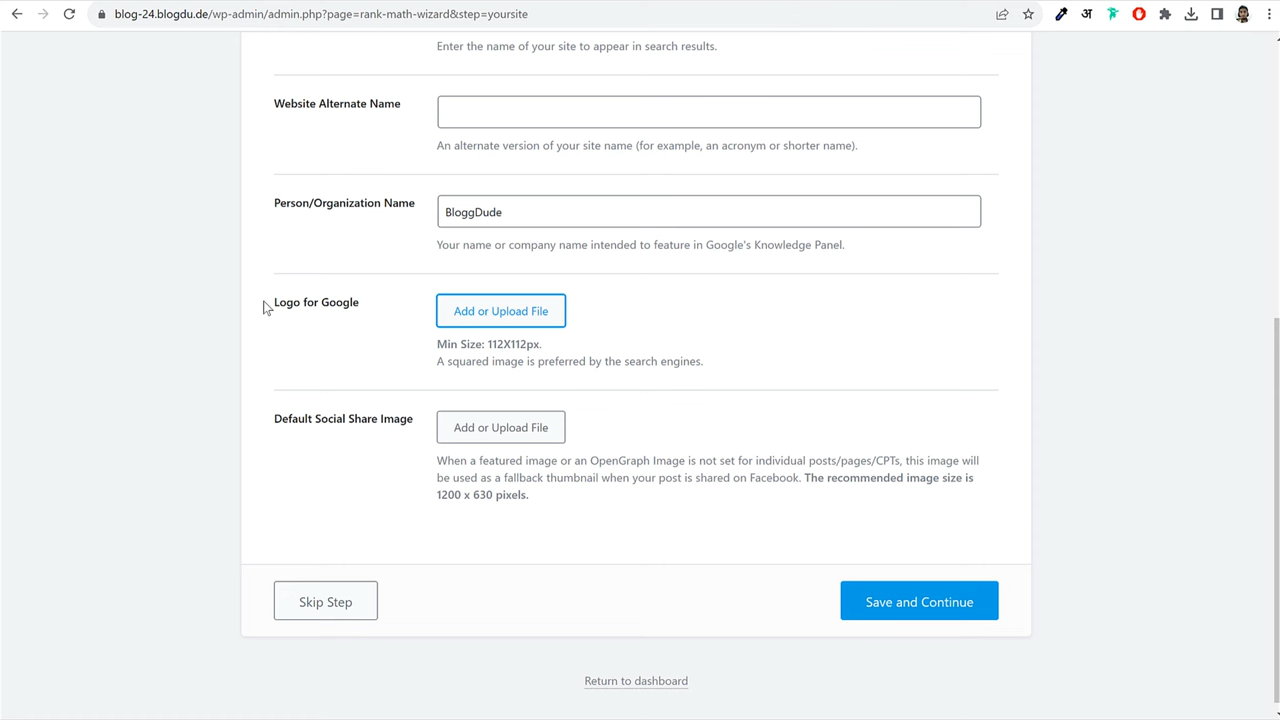 blog-24.blogdu.de/wp-admin/admin.php?page=rank-math-wizard&step=yoursite
अ
Enter the name of your site to appear in search results.
Website Alternate Name
An alternate version of your site name (for example, an acronym or shorter name).
Person/Organization Name
BloggDude
Your name or company name intended to feature in Google's Knowledge Panel.
Logo for Google
Add or Upload File
Min Size: 112X112px.
A squared image is preferred by the search engines.
Default Social Share Image
Add or Upload File
When a featured image or an OpenGraph Image is not set for individual posts/pages/CPTs, this image will
be used as a fallback thumbnail when your post is shared on Facebook. The recommended image size is
1200 x 630 pixels.
Skip Step
Save and Continue
Return to dashboard